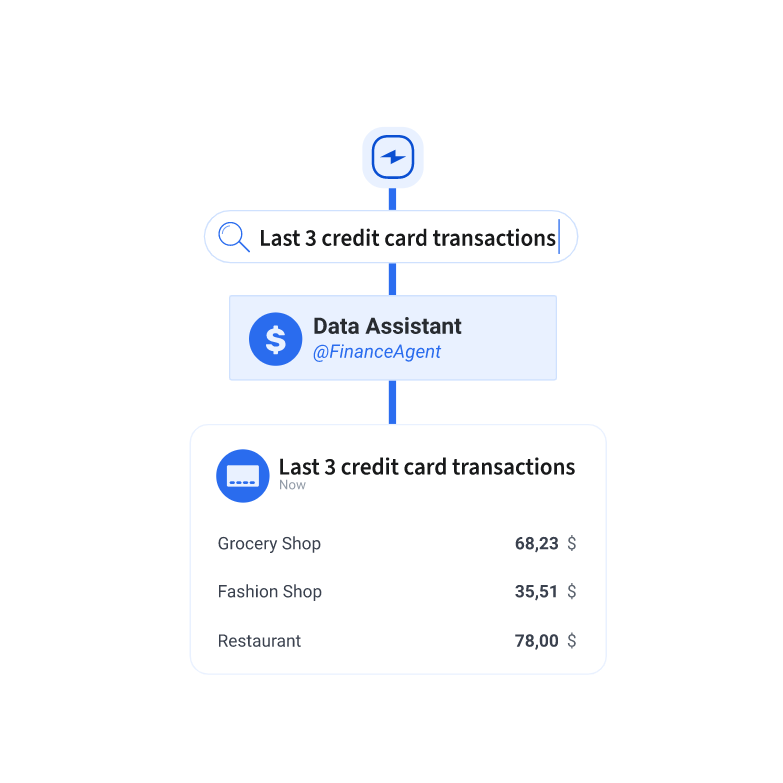 Last 3 credit card transactions
$ Data Assistant
@FinanceAgent
Last 3 credit card transactions
Now
Grocery Shop 68,23 $
Fashion Shop 35,51 $
Restaurant 78,00 $